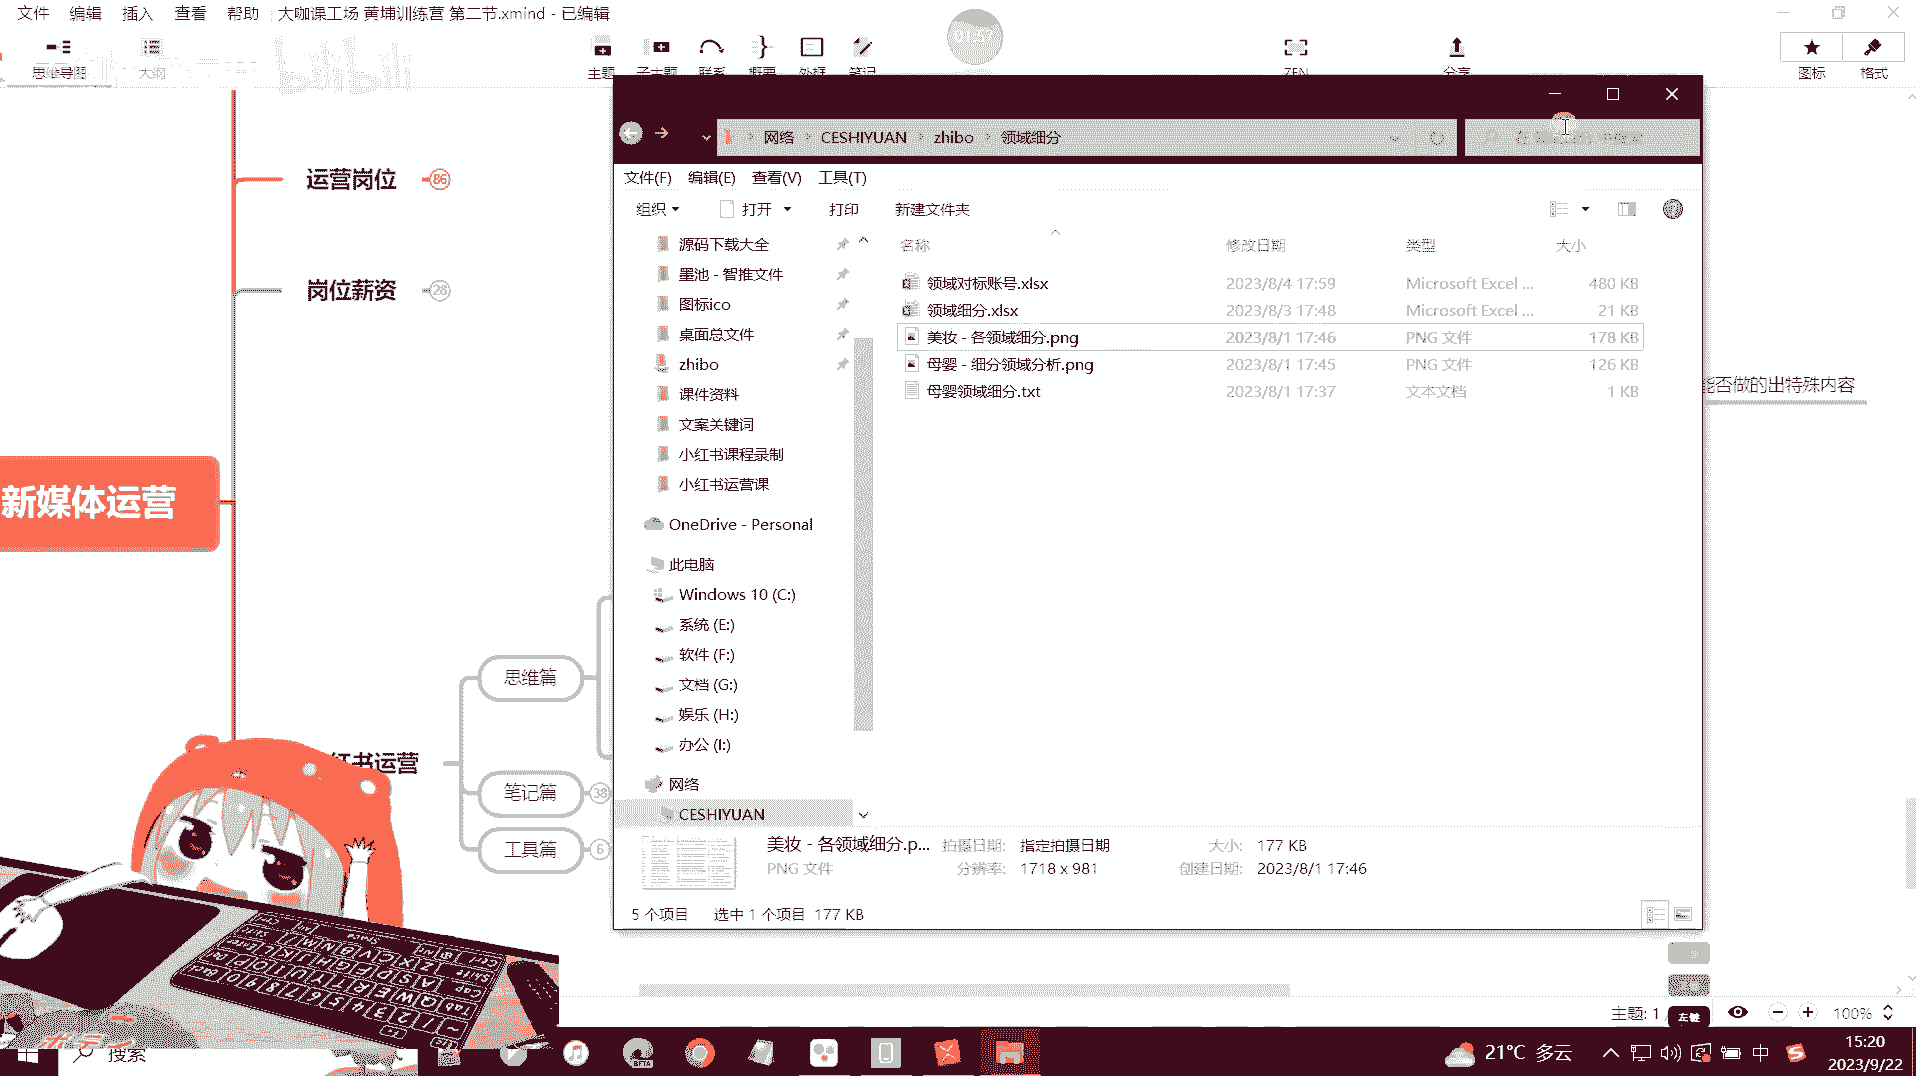 文件 编辑 插入 查看 帮助 大咖课工场 黄埔训练营 第二节.xmind - 已编辑
bilibili
01:57
思维导图 大纲 主题 子主题 联系 概要 外框 笔记 ZEN 分享 图标 格式
网络 CESHIYUAN zhibo 领域细分
文件(F) 编辑(E) 查看(V) 工具(T)
组织 打开 打印 新建文件夹
名称 修改日期 类型 大小
源码下载大全
墨池 - 智推文件
图标ico
桌面总文件
zhibo
课件资料
文案关键词
小红书课程录制
小红书运营课
OneDrive - Personal
此电脑
Windows 10 (C:)
系统 (E:)
软件 (F:)
文档 (G:)
娱乐 (H:)
办公 (I:)
网络
CESHIYUAN
领域对标账号.xlsx 2023/8/4 17:59 Microsoft Excel ... 480 KB
领域细分.xlsx 2023/8/3 17:48 Microsoft Excel ... 21 KB
美妆 - 各领域细分.png 2023/8/1 17:46 PNG 文件 178 KB
母婴 - 细分领域分析.png 2023/8/1 17:45 PNG 文件 126 KB
母婴领域细分.txt 2023/8/1 17:37 文本文档 1 KB
美妆 - 各领域细分.p... 拍摄日期: 指定拍摄日期 大小: 177 KB
PNG 文件 分辨率: 1718 x 981 创建日期: 2023/8/1 17:46
5 个项目 选中 1 个项目 177 KB
运营岗位 86
岗位薪资 28
新媒体运营
书运营
思维篇
笔记篇 38
工具篇 6
能否做的出特殊内容
主题: 1 左键 100%
搜索 BETA 21°C 多云 中 15:20
2023/9/22